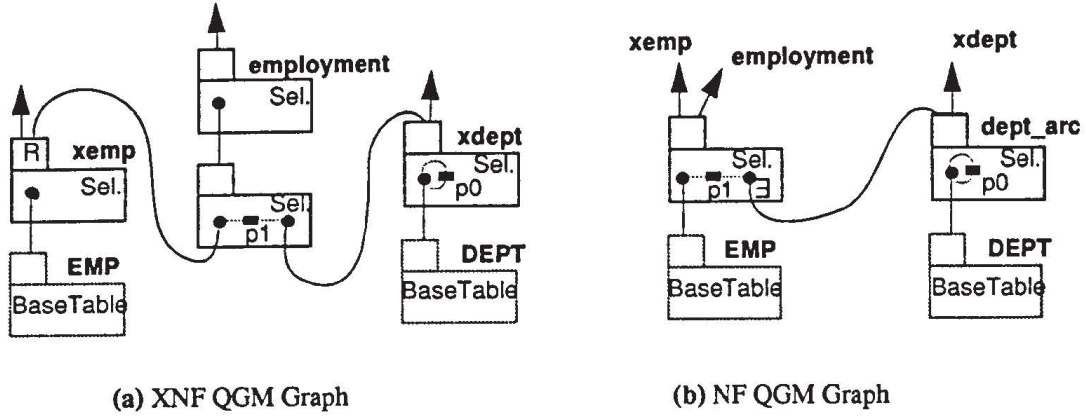 employment
Sel.
R xemp
Sel.
Sel.
p1
xdept
Sel.
p0
EMP
BaseTable
DEPT
BaseTable
(a) XNF QGM Graph
xemp
employment
xdept
dept_arc
Sel.
p1 E
Sel.
p0
EMP
BaseTable
DEPT
BaseTable
(b) NF QGM Graph